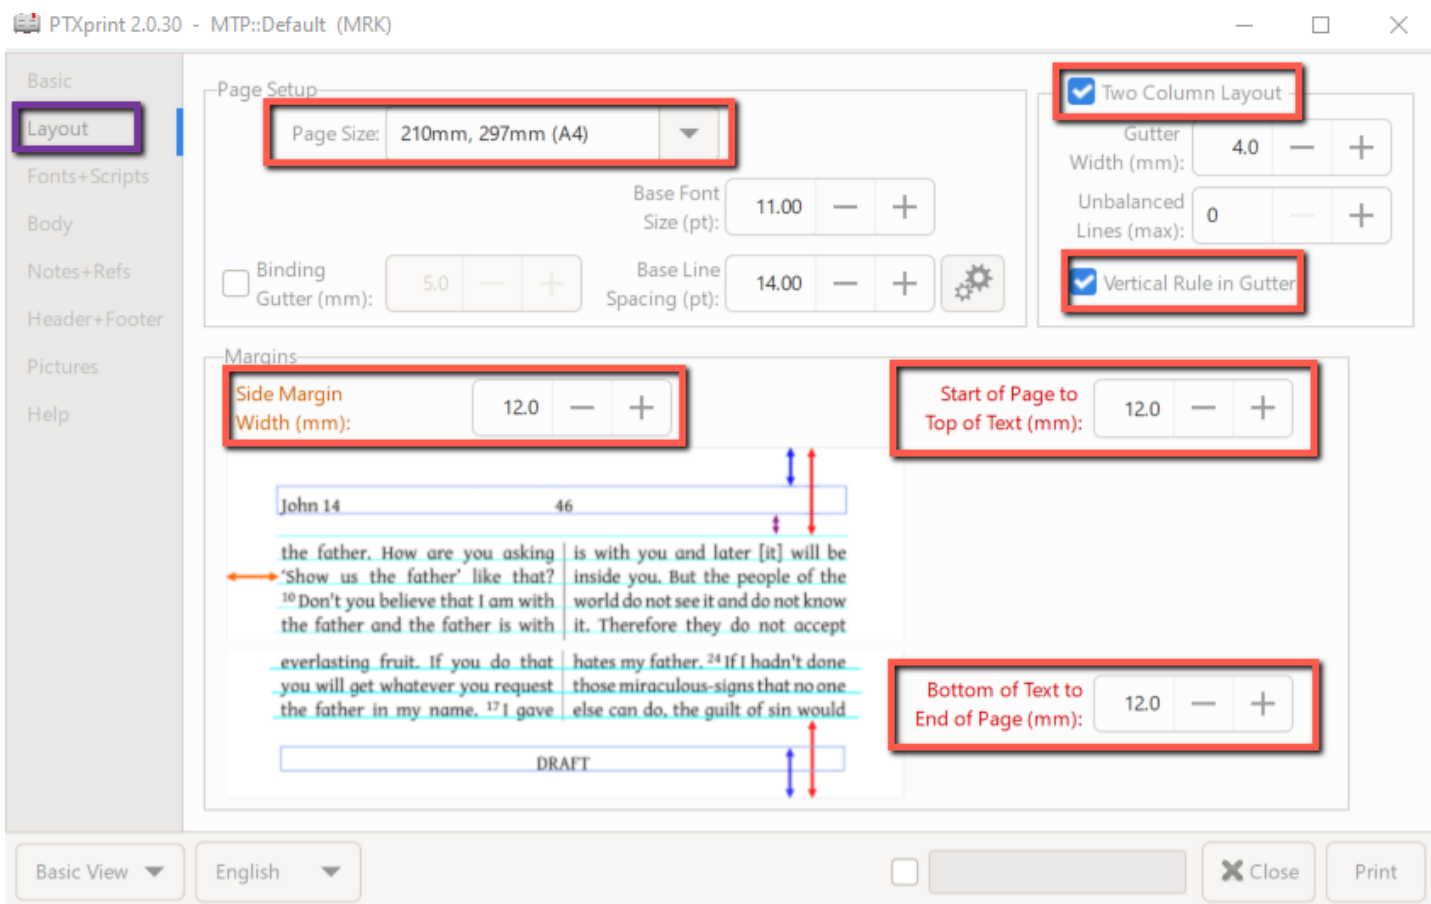 PTXprint 2.0.30 - MTP::Default (MRK)
Basic
Layout
Fonts+Scripts
Body
Notes+Refs
Header+Footer
Pictures
Help
Page Setup
Page Size: 210mm, 297mm (A4)
Base Font
Size (pt): 11.00
Binding
Gutter (mm): 5.0
Base Line
Spacing (pt): 14.00
Two Column Layout
Gutter
Width (mm): 4.0
Unbalanced
Lines (max): 0
Vertical Rule in Gutter
Margins
Side Margin
Width (mm): 12.0
Start of Page to
Top of Text (mm): 12.0
John 14 46
the father. How are you asking
'Show us the father' like that?
10 Don't you believe that I am with
the father and the father is with
is with you and later [it] will be
inside you. But the people of the
world do not see it and do not know
it. Therefore they do not accept
everlasting fruit. If you do that
you will get whatever you request
the father in my name. 17 I gave
hates my father. 24 If I hadn't done
those miraculous-signs that no one
else can do, the guilt of sin would
DRAFT
Bottom of Text to
End of Page (mm): 12.0
Basic View
English
Close
Print